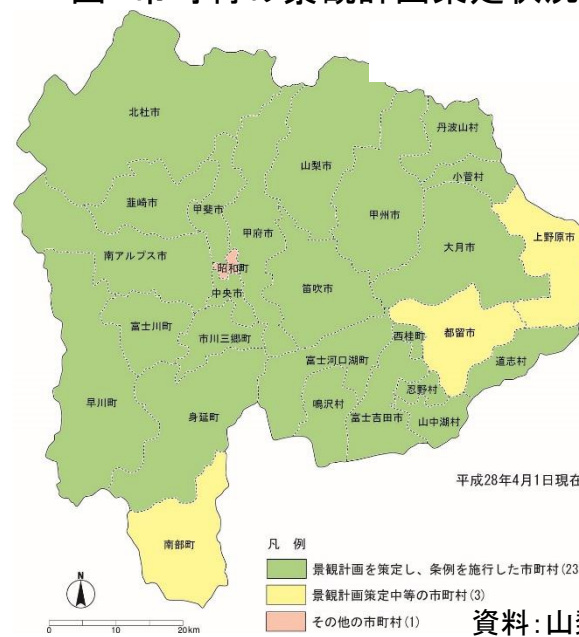 北杜市
丹波山村
山梨市
小菅村
韮崎市
甲斐市
甲州市
上野原市
甲府市
大月市
南アルプス市
昭和町
笛吹市
中央市
富士川町
都留市
市川三郷町
西桂町
富士河口湖町
道志村
忍野村
早川町
鳴沢村
身延町
富士吉田市
山中湖村
平成28年4月1日現在
南部町
凡 例
景観計画を策定し、条例を施行した市町村(23
景観計画策定中等の市町村(3)
その他の市町村(1)
資料:山
N
0 10 20km